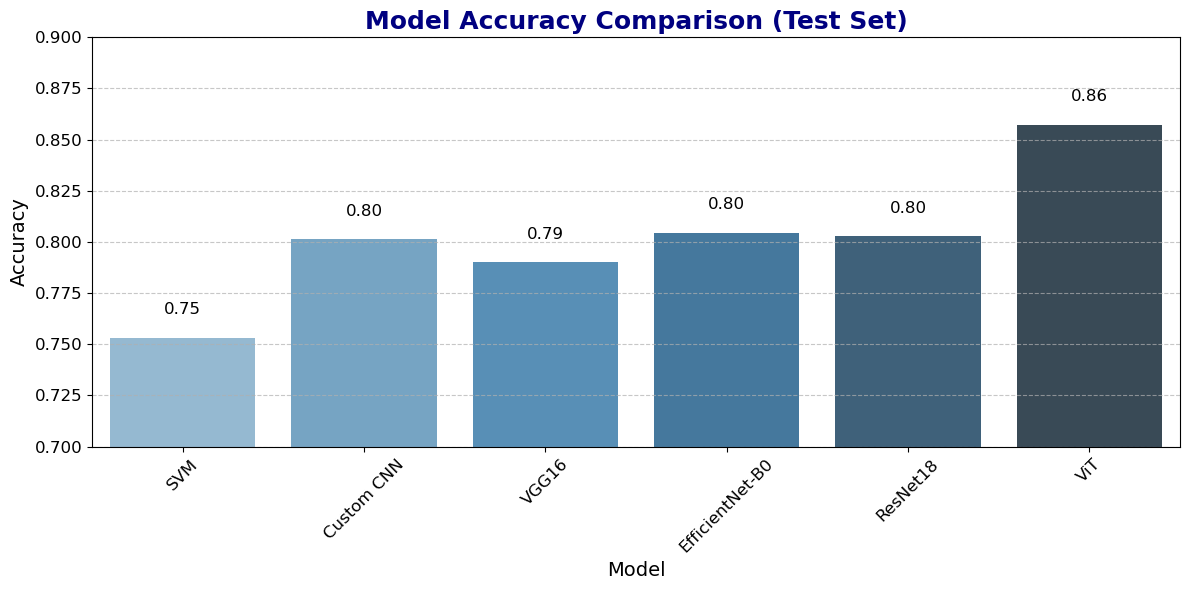 Model Accuracy Comparison (Test Set)
0.900
0.875
0.850
0.825
0.800
0.775
0.750
0.725
0.700
Accuracy
0.75
0.80
0.79
0.80
0.80
0.86
SVM
Custom CNN
VGG16
EfficientNet-B0
ResNet18
ViT
Model